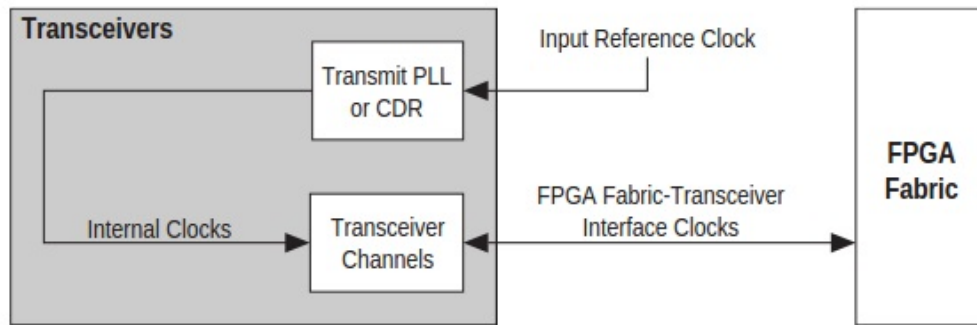 Transceivers
Input Reference Clock
Transmit PLL
or CDR
FPGA
Fabric
FPGA Fabric-Transceiver
Interface Clocks
Internal Clocks
Transceiver
Channels